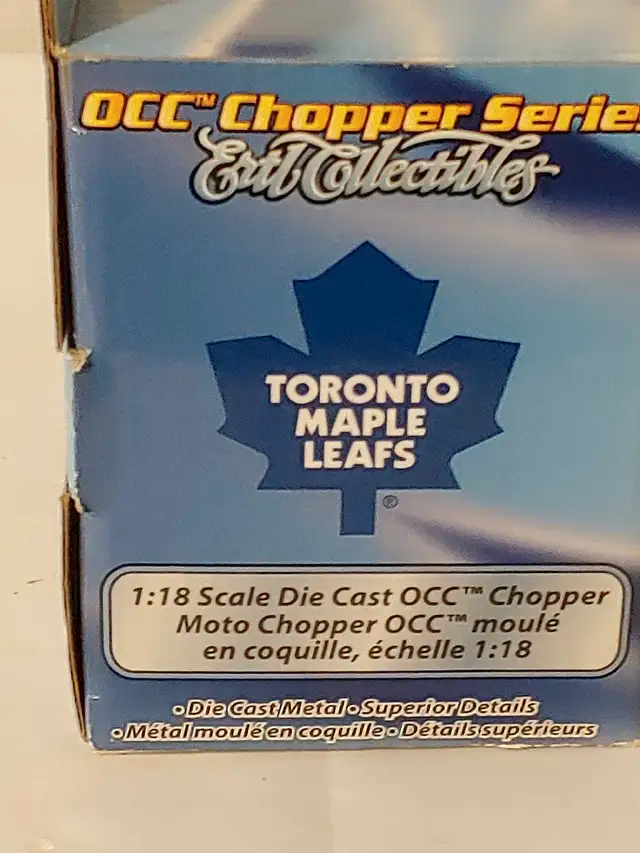 OCC™ Chopper Serie
Ertl Collectibles
TORONTO
MAPLE
LEAFS
®
1:18 Scale Die Cast OCC™ Chopper
Moto Chopper OCC™ moulé
en coquille, échelle 1:18
• Die Cast Metal • Superior Details
• Métal moulé en coquille • Détails supérieurs